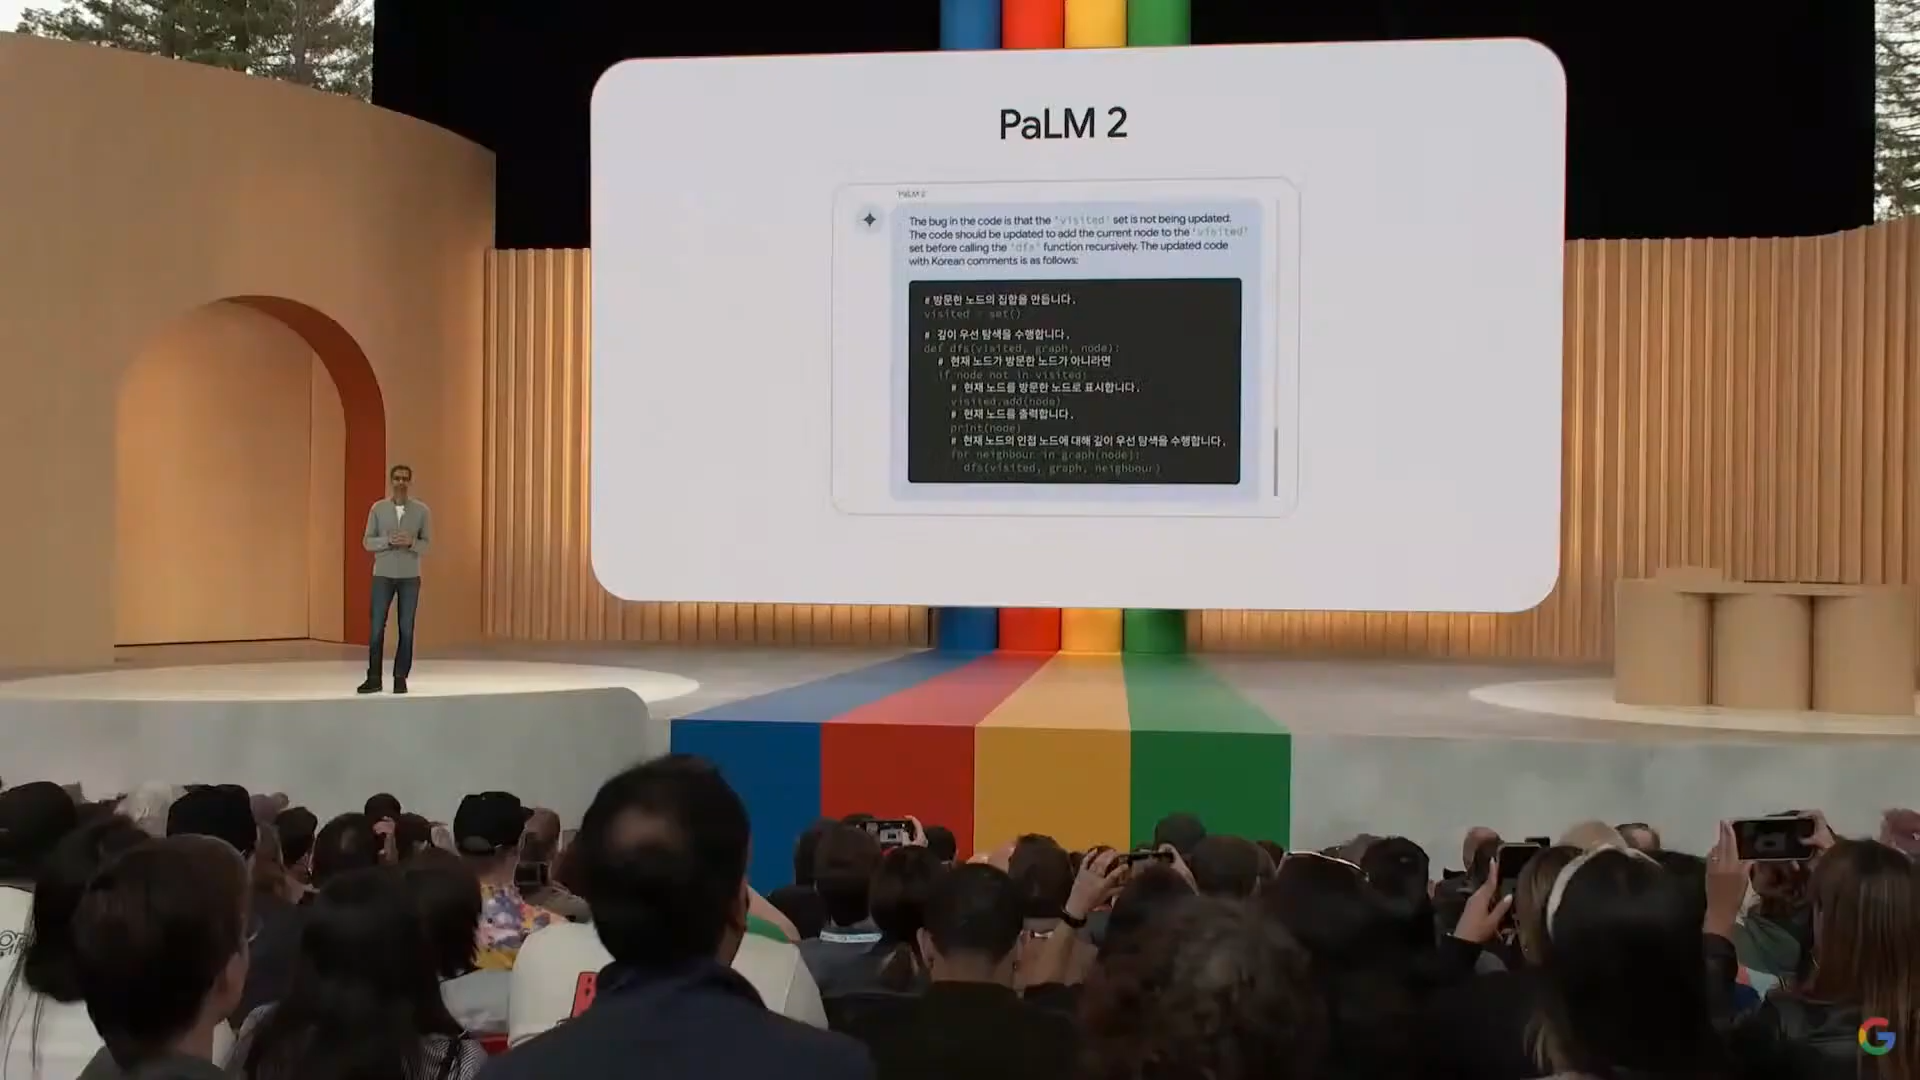 PaLM 2
PaLM 2
The bug in the code is that the 'visited' set is not being updated.
The code should be updated to add the current node to the 'visited'
set before calling the 'dfs' function recursively. The updated code
with Korean comments is as follows:
# 방문한 노드의 집합을 만듭니다.
visited = set()
# 깊이 우선 탐색을 수행합니다.
def dfs(visited, graph, node):
# 현재 노드가 방문한 노드가 아니라면
if node not in visited:
# 현재 노드를 방문한 노드로 표시합니다.
visited.add(node)
# 현재 노드를 출력합니다.
print(node)
# 현재 노드의 인접 노드에 대해 깊이 우선 탐색을 수행합니다.
for neighbour in graph(node):
dfs(visited, graph, neighbour)
G